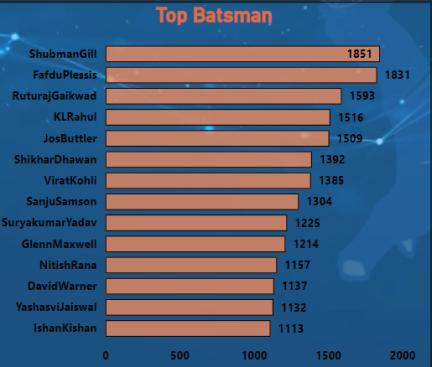 Top Batsman
ShubmanGill 1851
FafduPlessis 1831
RuturajGaikwad 1593
KLRahul 1516
JosButtler 1509
ShikharDhawan 1392
ViratKohli 1385
SanjuSamson 1304
SuryakumarYadav 1225
GlennMaxwell 1214
NitishRana 1157
DavidWarner 1137
YashasviJaiswal 1132
IshanKishan 1113
0 500 1000 1500 2000